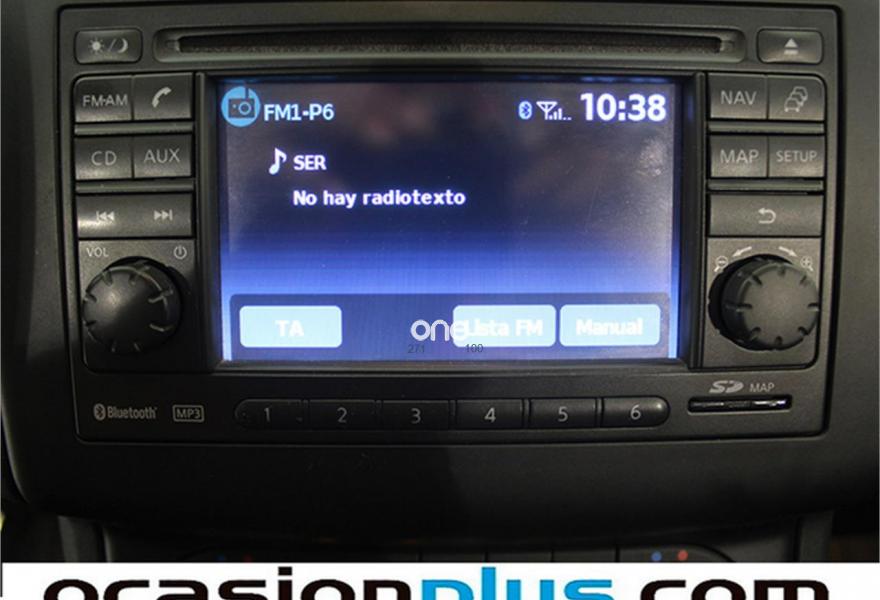 FM1-P6
10:38
FM·AM
NAV
SER
CD AUX
MAP SETUP
No hay radiotexto
VOL
TA
one
Lista FM
Manual
271 100
SD MAP
Bluetooth
MP3
1 2 3 4 5 6
ocasionplus.com